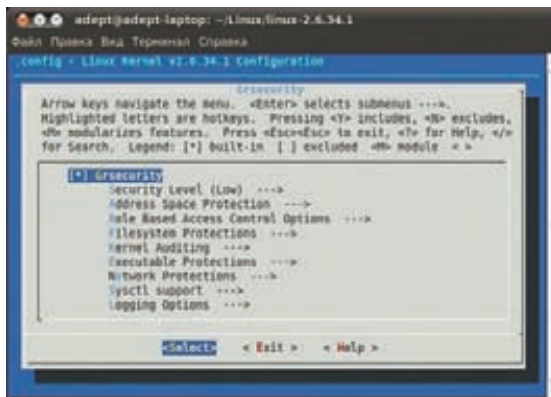 adept@adept-laptop: ~/Linux/linux-2.6.34.1
Файл Правка Вид Терминал Справка
.config - Linux Kernel v2.6.34.1 Configuration
Grsecurity
Arrow keys navigate the menu. <Enter> selects submenus --->.
Highlighted letters are hotkeys. Pressing <Y> includes, <N> excludes,
<M> modularizes features. Press <Esc><Esc> to exit, <?> for Help, </>
for Search. Legend: [*] built-in [ ] excluded <M> module < >
[*] Grsecurity
Security Level (Low) --->
Address Space Protection --->
Role Based Access Control Options --->
Filesystem Protections --->
Kernel Auditing --->
Executable Protections --->
Network Protections --->
Sysctl support --->
Logging Options --->
<Select> < Exit > < Help >